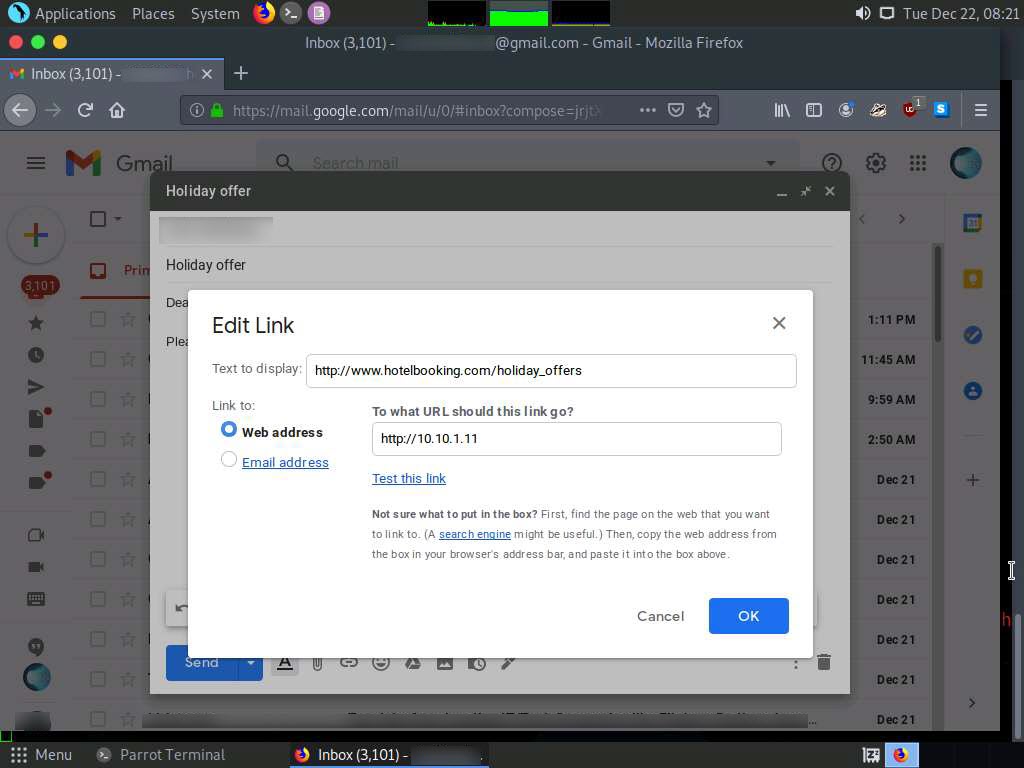 Applications Places System Tue Dec 22, 08:21
Inbox (3,101) - @gmail.com - Gmail - Mozilla Firefox
Inbox (3,101) -
https://mail.google.com/mail/u/0/#inbox?compose=jrjtX
1
Gmail Search mail
Holiday offer
Holiday offer
3,101
Prim
Dea
Plea
Edit Link
Text to display: http://www.hotelbooking.com/holiday_offers
Link to:
Web address
Email address
To what URL should this link go?
http://10.10.1.11
Test this link
Not sure what to put in the box? First, find the page on the web that you want
to link to. (A search engine might be useful.) Then, copy the web address from
the box in your browser's address bar, and paste it into the box above.
Cancel OK
1:11 PM
11:45 AM
9:59 AM
2:50 AM
Dec 21
Dec 21
Dec 21
Dec 21
Dec 21
Dec 21
Dec 21
Send
Menu Parrot Terminal Inbox (3,101) -